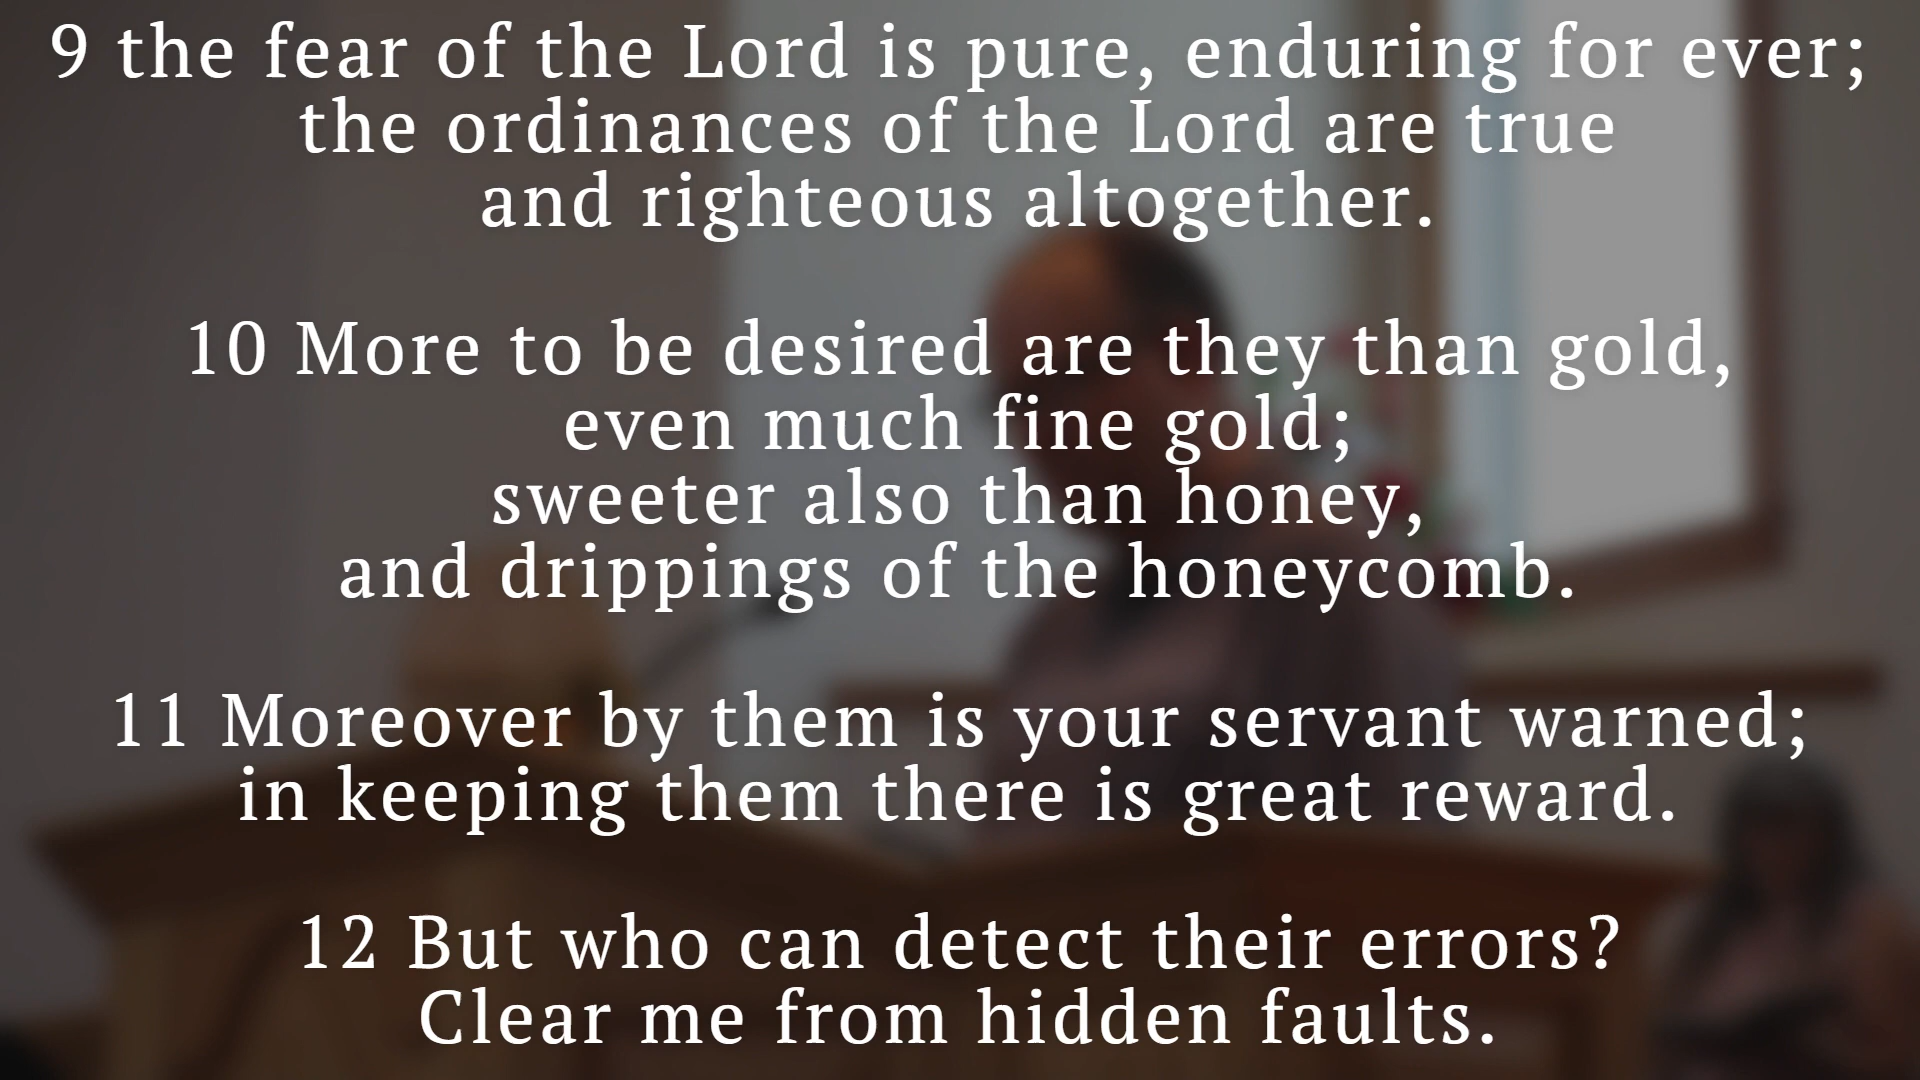 9 the fear of the Lord is pure, enduring for ever;
the ordinances of the Lord are true
and righteous altogether.
10 More to be desired are they than gold,
even much fine gold;
sweeter also than honey,
and drippings of the honeycomb.
11 Moreover by them is your servant warned;
in keeping them there is great reward.
12 But who can detect their errors?
Clear me from hidden faults.